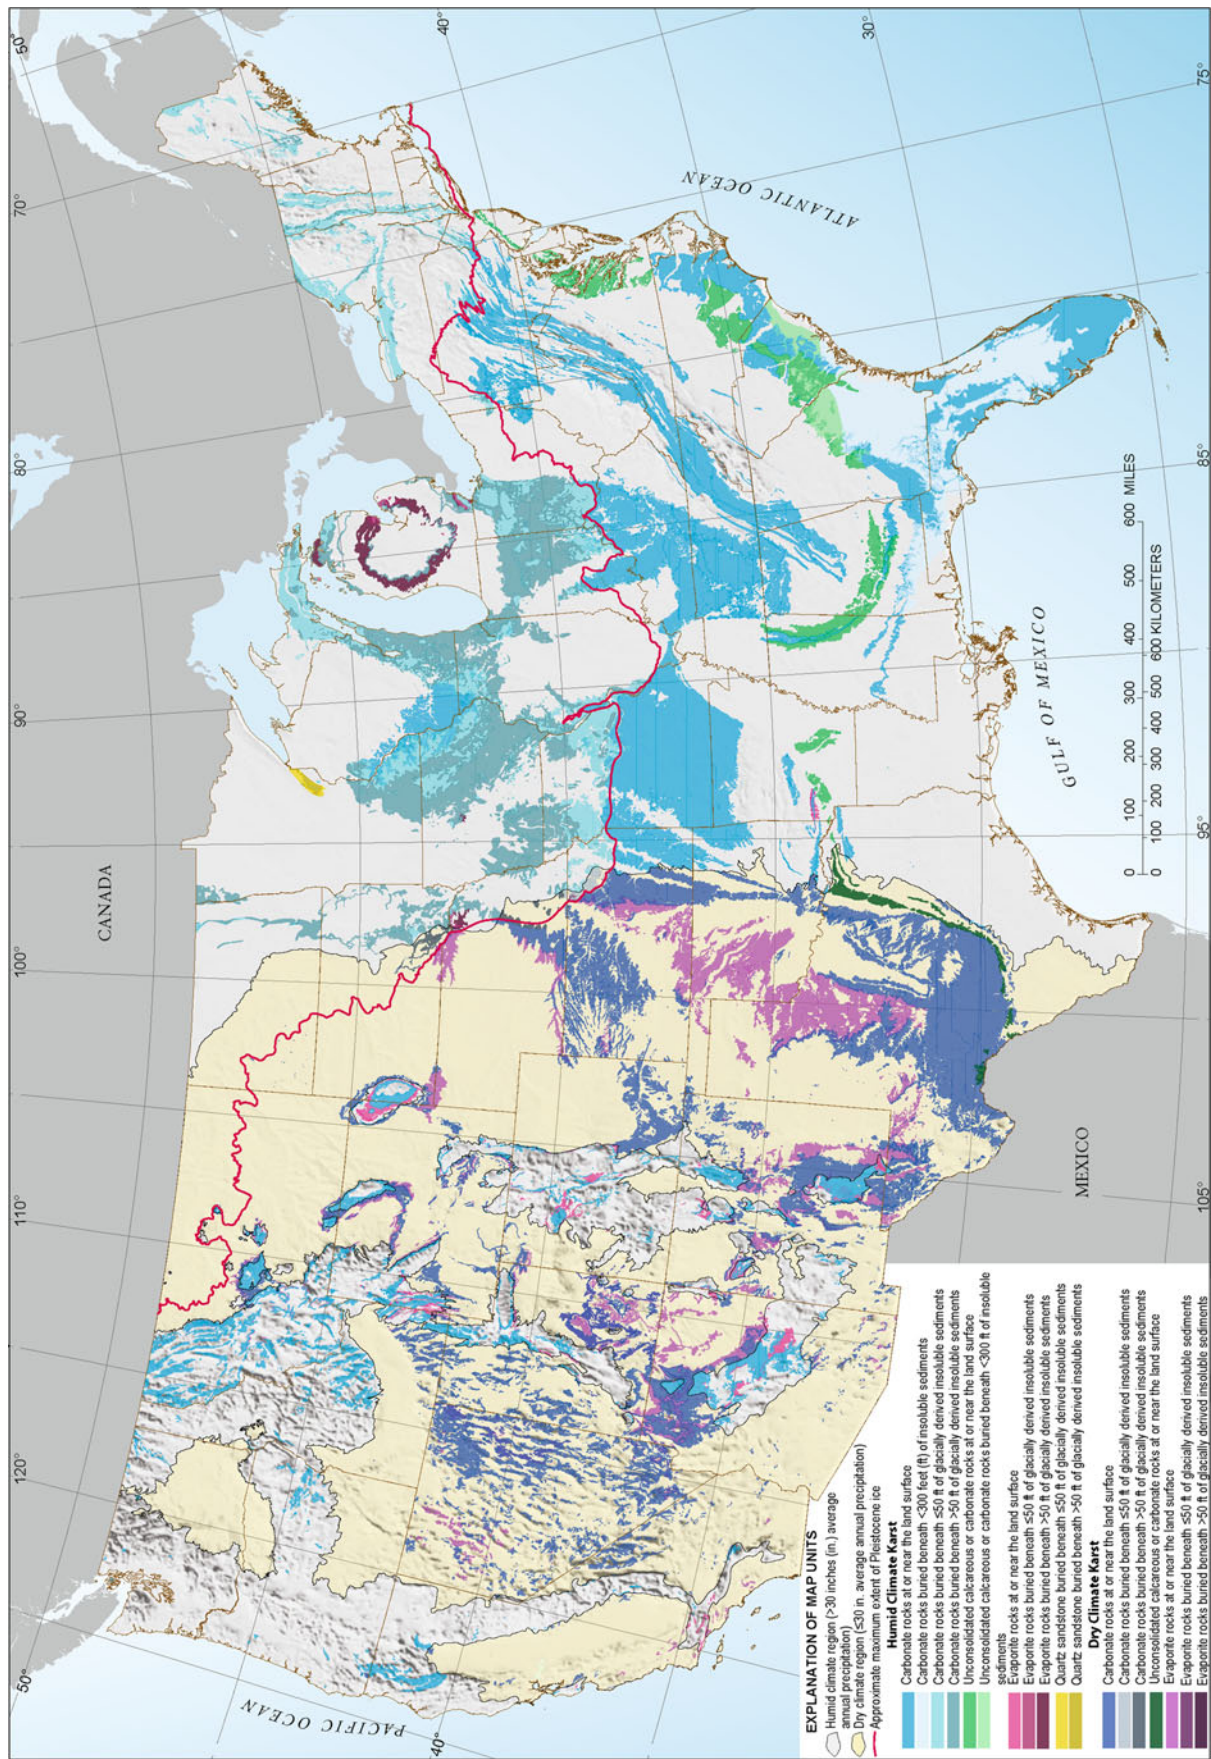 50°
70°
80°
90°
100°
110°
120°
50°
40°
40°
30°
75°
85°
95°
105°
CANADA
MEXICO
ATLANTIC OCEAN
PACIFIC OCEAN
GULF OF MEXICO
0 100 200 300 400 500 600 MILES
0 100 200 300 400 500 600 KILOMETERS
EXPLANATION OF MAP UNITS
Humid climate region (>30 inches (in.) average
annual precipitation)
Dry climate region (≤30 in. average annual precipitation)
Approximate maximum extent of Pleistocene ice
Humid Climate Karst
Carbonate rocks at or near the land surface
Carbonate rocks buried beneath <300 feet (ft) of insoluble sediments
Carbonate rocks buried beneath ≤50 ft of glacially derived insoluble sediments
Carbonate rocks buried beneath >50 ft of glacially derived insoluble sediments
Unconsolidated calcareous or carbonate rocks at or near the land surface
Unconsolidated calcareous or carbonate rocks buried beneath <300 ft of insoluble
sediments
Evaporite rocks at or near the land surface
Evaporite rocks buried beneath ≤50 ft of glacially derived insoluble sediments
Evaporite rocks buried beneath >50 ft of glacially derived insoluble sediments
Quartz sandstone buried beneath ≤50 ft of glacially derived insoluble sediments
Quartz sandstone buried beneath >50 ft of glacially derived insoluble sediments
Dry Climate Karst
Carbonate rocks at or near the land surface
Carbonate rocks buried beneath ≤50 ft of glacially derived insoluble sediments
Carbonate rocks buried beneath >50 ft of glacially derived insoluble sediments
Unconsolidated calcareous or carbonate rocks at or near the land surface
Evaporite rocks at or near the land surface
Evaporite rocks buried beneath ≤50 ft of glacially derived insoluble sediments
Evaporite rocks buried beneath >50 ft of glacially derived insoluble sediments